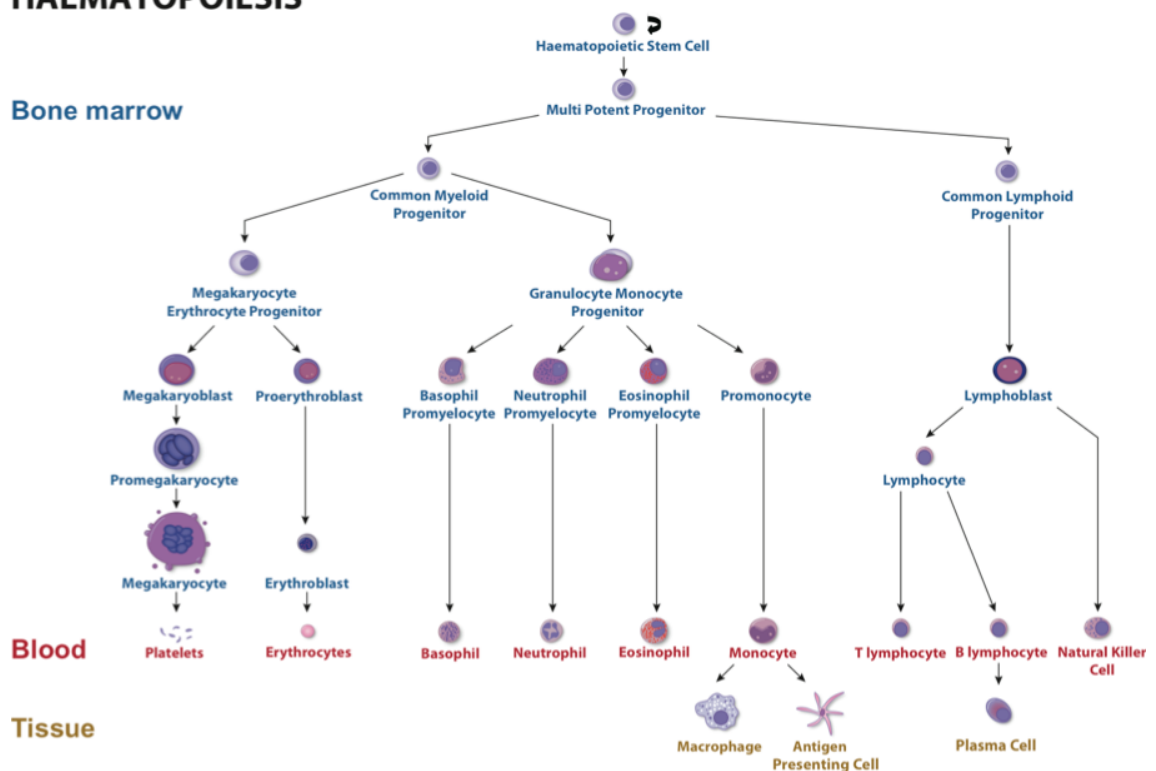 HAEMATOPOIESIS
Haematopoietic Stem Cell
Bone marrow
Multi Potent Progenitor
Common Myeloid
Progenitor
Common Lymphoid
Progenitor
Megakaryocyte
Erythrocyte Progenitor
Granulocyte Monocyte
Progenitor
Megakaryoblast
Proerythroblast
Basophil
Promyelocyte
Neutrophil
Promyelocyte
Eosinophil
Promyelocyte
Promonocyte
Lymphoblast
Promegakaryocyte
Lymphocyte
Megakaryocyte
Erythroblast
Blood
Platelets
Erythrocytes
Basophil
Neutrophil
Eosinophil
Monocyte
T lymphocyte
B lymphocyte
Natural Killer
Cell
Tissue
Macrophage
Antigen
Presenting Cell
Plasma Cell